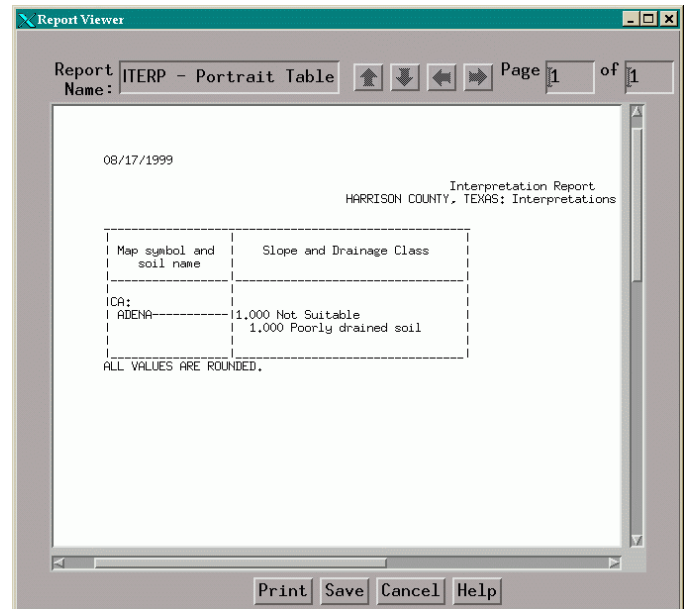 Report Viewer
Report Name: ITERP - Portrait Table Page 1 of 1
08/17/1999
Interpretation Report
HARRISON COUNTY, TEXAS: Interpretations
Map symbol and soil name | Slope and Drainage Class
CA:
ADENA-----------|1.000 Not Suitable
1.000 Poorly drained soil
ALL VALUES ARE ROUNDED.
Print Save Cancel Help